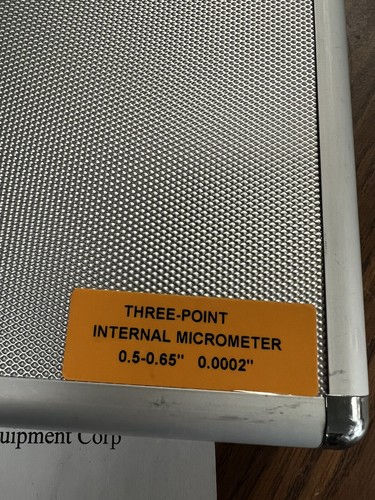 THREE-POINT
INTERNAL MICROMETER
0.5-0.65" 0.0002"
uipment Corp